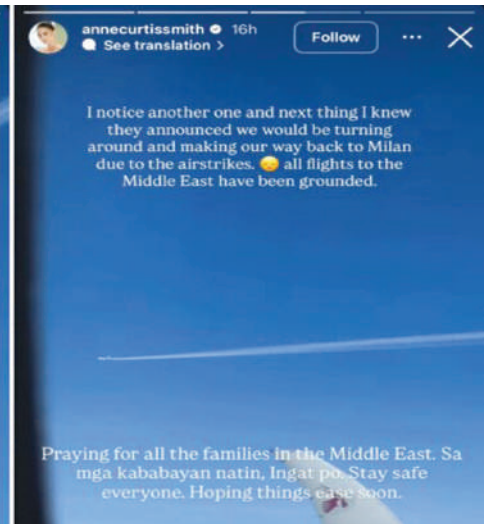 annecurtissmith 16h
See translation >
Follow
I notice another one and next thing I knew
they announced we would be turning
around and making our way back to Milan
due to the airstrikes. 😞 all flights to the
Middle East have been grounded.
Praying for all the families in the Middle East. Sa
mga kababayan natin, Ingat po. Stay safe
everyone. Hoping things ease soon.